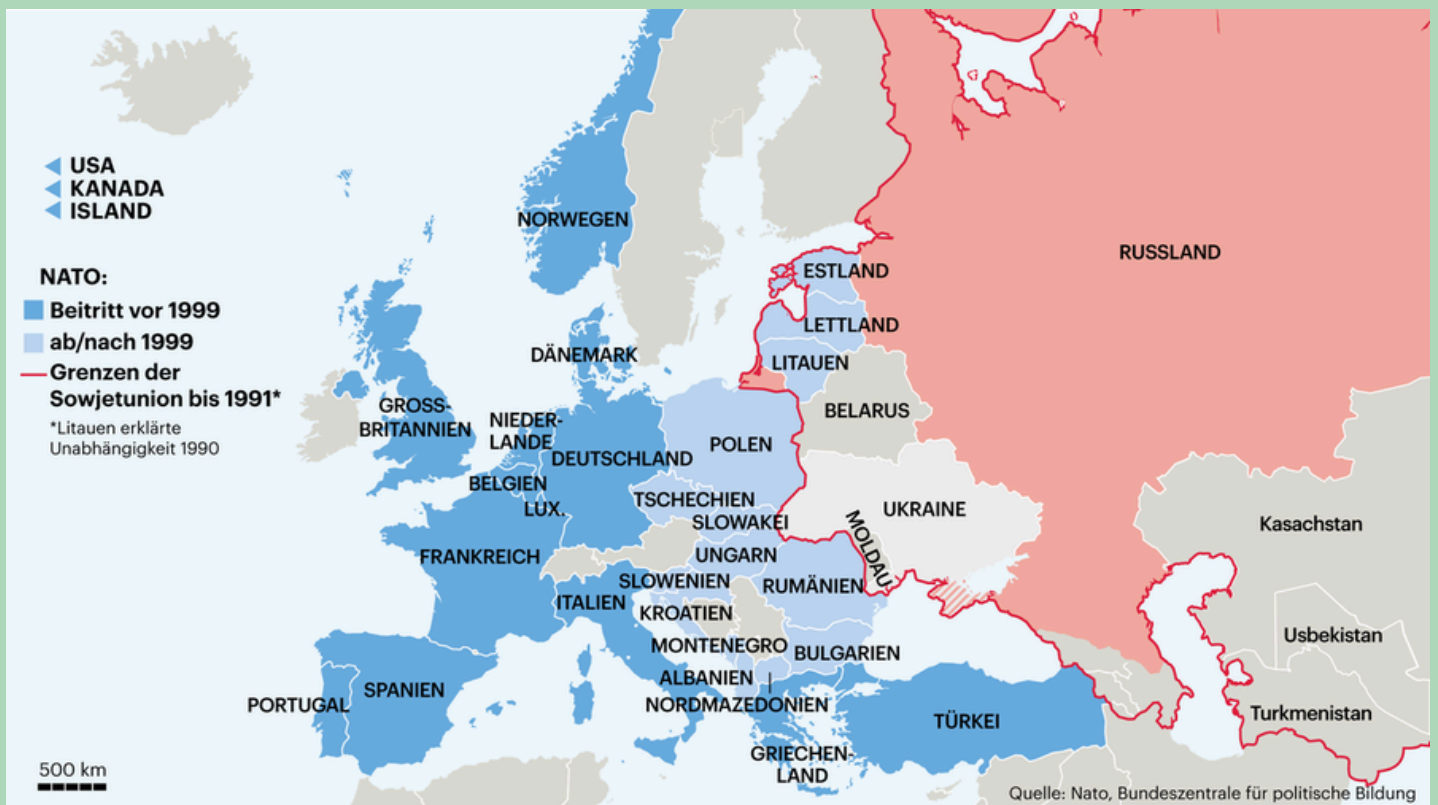 USA
KANADA
ISLAND
NATO:
Beitritt vor 1999
ab/nach 1999
Grenzen der
Sowjetunion bis 1991*
*Litauen erklärte
Unabhängigkeit 1990
NORWEGEN
DÄNEMARK
GROSS-
BRITANNIEN
NIEDER-
LANDE
BELGIEN
LUX.
DEUTSCHLAND
FRANKREICH
PORTUGAL
SPANIEN
ITALIEN
ESTLAND
LETTLAND
LITAUEN
BELARUS
POLEN
TSCHECHIEN
SLOWAKEI
UNGARN
SLOWENIEN
KROATIEN
RUMÄNIEN
MONTENEGRO
BULGARIEN
ALBANIEN
NORDMAZEDONIEN
GRIECHEN-
LAND
TÜRKEI
MOLDAU
UKRAINE
RUSSLAND
Kasachstan
Usbekistan
Turkmenistan
500 km
Quelle: Nato, Bundeszentrale für politische Bildung